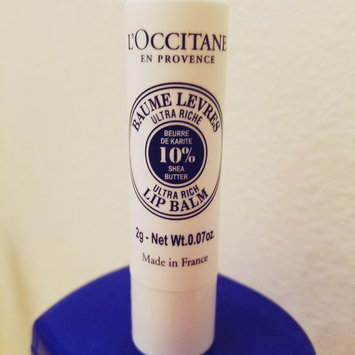 L'OCCITANE
EN PROVENCE
BAUME LEVRES
ULTRA RICHE
BEURRE
DE KARITE
10%
SHEA
BUTTER
ULTRA RICH
LIP BALM
2g - Net Wt.0.07oz.
Made in France